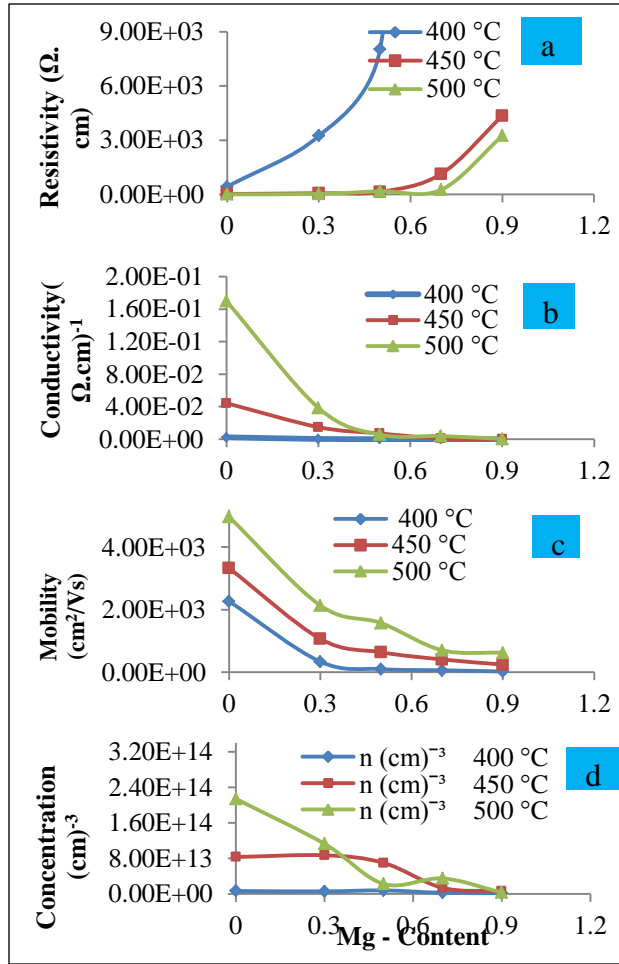 9.00E+03
6.00E+03
3.00E+03
0.00E+00
Resistivity (Ω.
cm)
400 °C
450 °C
500 °C
a
0 0.3 0.6 0.9 1.2
2.00E-01
1.60E-01
1.20E-01
8.00E-02
4.00E-02
0.00E+00
Conductivity(
Ω.cm)⁻¹
400 °C
450 °C
500 °C
b
0 0.3 0.6 0.9 1.2
4.00E+03
2.00E+03
0.00E+00
Mobility
(cm²/Vs)
400 °C
450 °C
500 °C
c
0 0.3 0.6 0.9 1.2
3.20E+14
2.40E+14
1.60E+14
8.00E+13
0.00E+00
Concentration
(cm)⁻³
n (cm)⁻³ 400 °C
n (cm)⁻³ 450 °C
n (cm)⁻³ 500 °C
d
0 0.3 0.6 0.9 1.2
Mg - Content